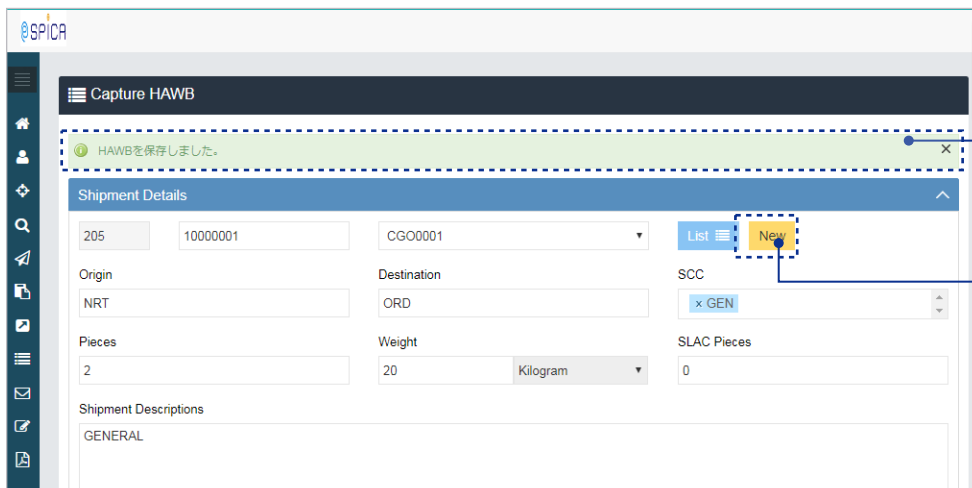 eSPICA
Capture HAWB
HAWBを保存しました。 ×
Shipment Details
205 10000001 CGO0001 List New
Origin Destination SCC
NRT ORD x GEN
Pieces Weight SLAC Pieces
2 20 Kilogram 0
Shipment Descriptions
GENERAL